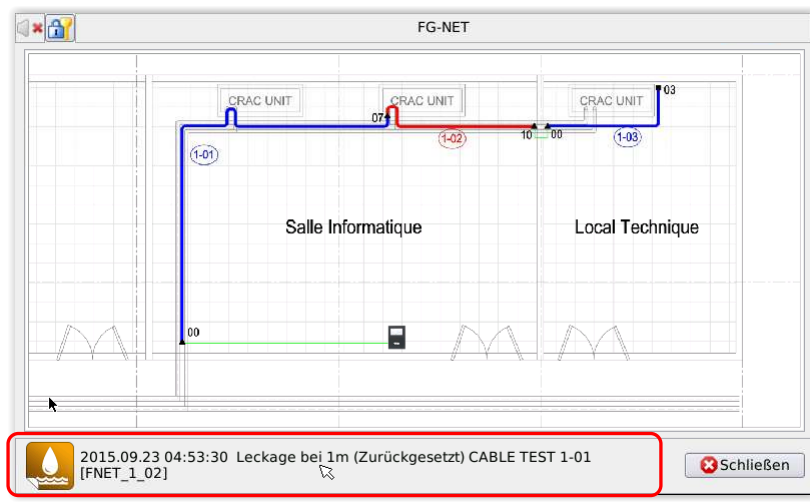 FG-NET
CRAC UNIT CRAC UNIT CRAC UNIT
03
07
10 00
1-01 1-02 1-03
Salle Informatique Local Technique
00
2015.09.23 04:53:30 Leckage bei 1m (Zurückgesetzt) CABLE TEST 1-01
[FNET_1_02]
Schließen